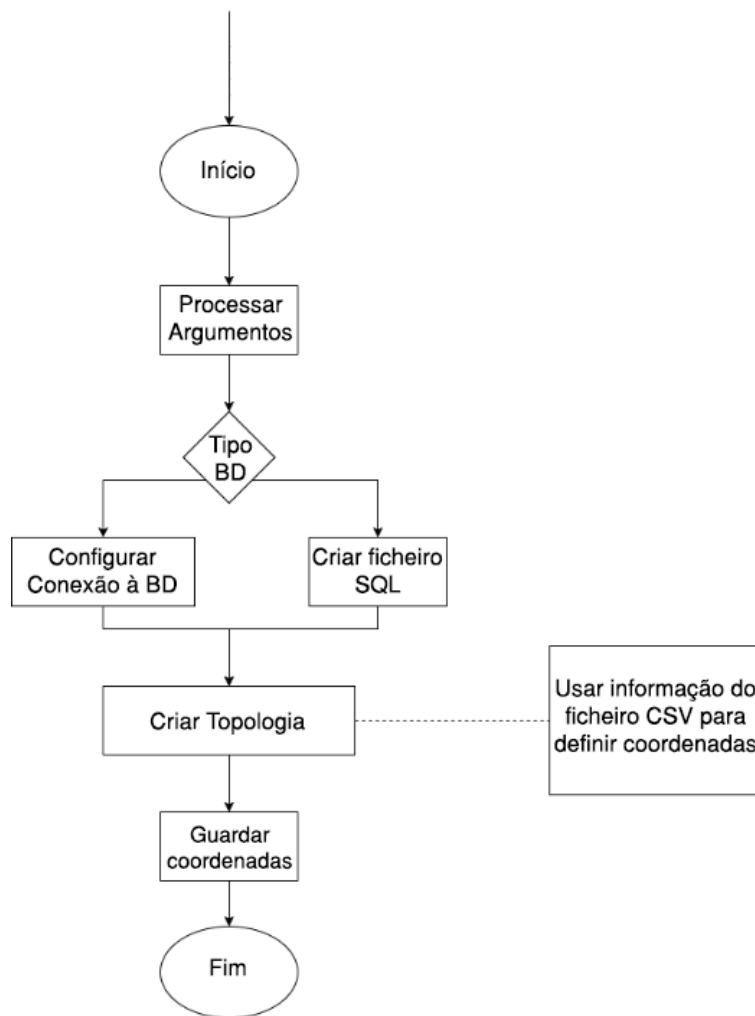 Início
Processar
Argumentos
Tipo
BD
Configurar
Conexão à BD
Criar ficheiro
SQL
Criar Topologia
Usar informação do
ficheiro CSV para
definir coordenadas
Guardar
coordenadas
Fim